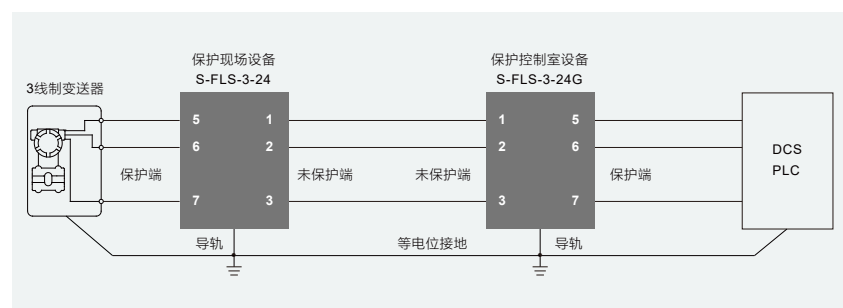 保护现场设备
S-FLS-3-24
保护控制室设备
S-FLS-3-24G
3线制变送器
5 1
6 2
7 3
1 5
2 6
3 7
保护端
未保护端
未保护端
保护端
DCS
PLC
导轨
等电位接地
导轨